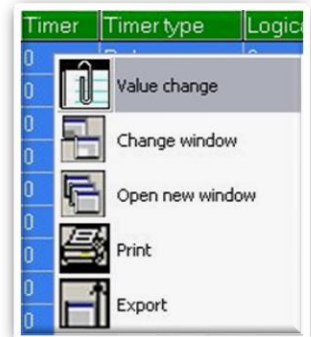 Timer Timer type Logic
0
0 Value change
0
0 Change window
0
0 Open new window
0
0 Print
0
0 Export